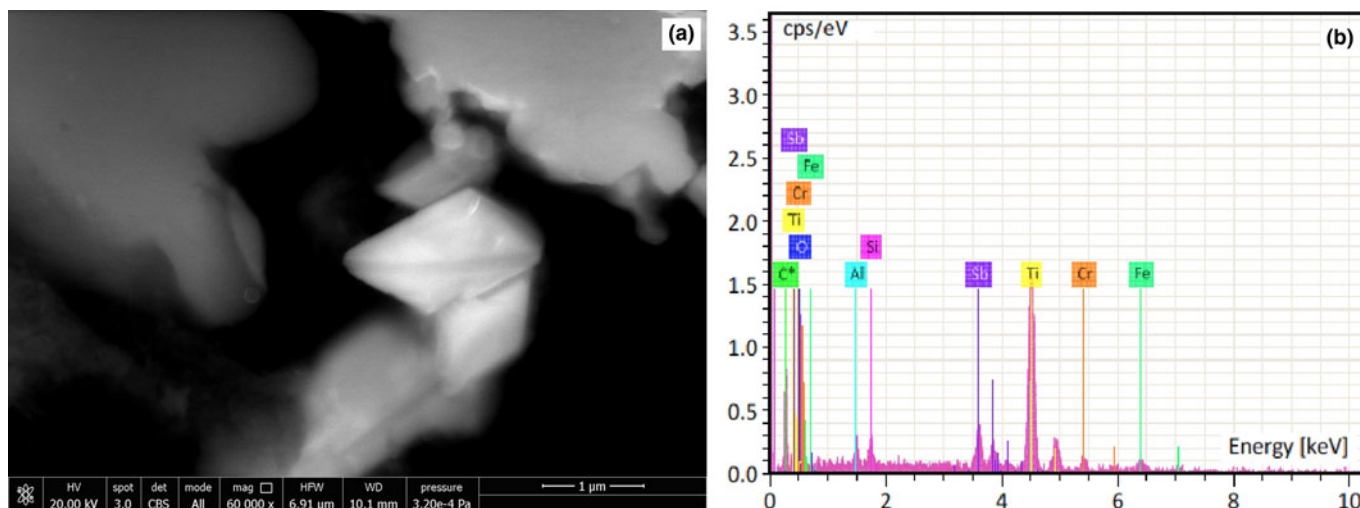 (a)
HV spot det mode mag HFW WD pressure
20.00 kV 3.0 CBS All 60 000 x 6.91 µm 10.1 mm 3.20e-4 Pa
1 µm
(b)
cps/eV
3.5
3.0
2.5
2.0
1.5
1.0
0.5
0.0
Sb
Fe
Cr
Ti
O
Si
C*
Al
Sb
Ti
Cr
Fe
Energy [keV]
0 2 4 6 8 10